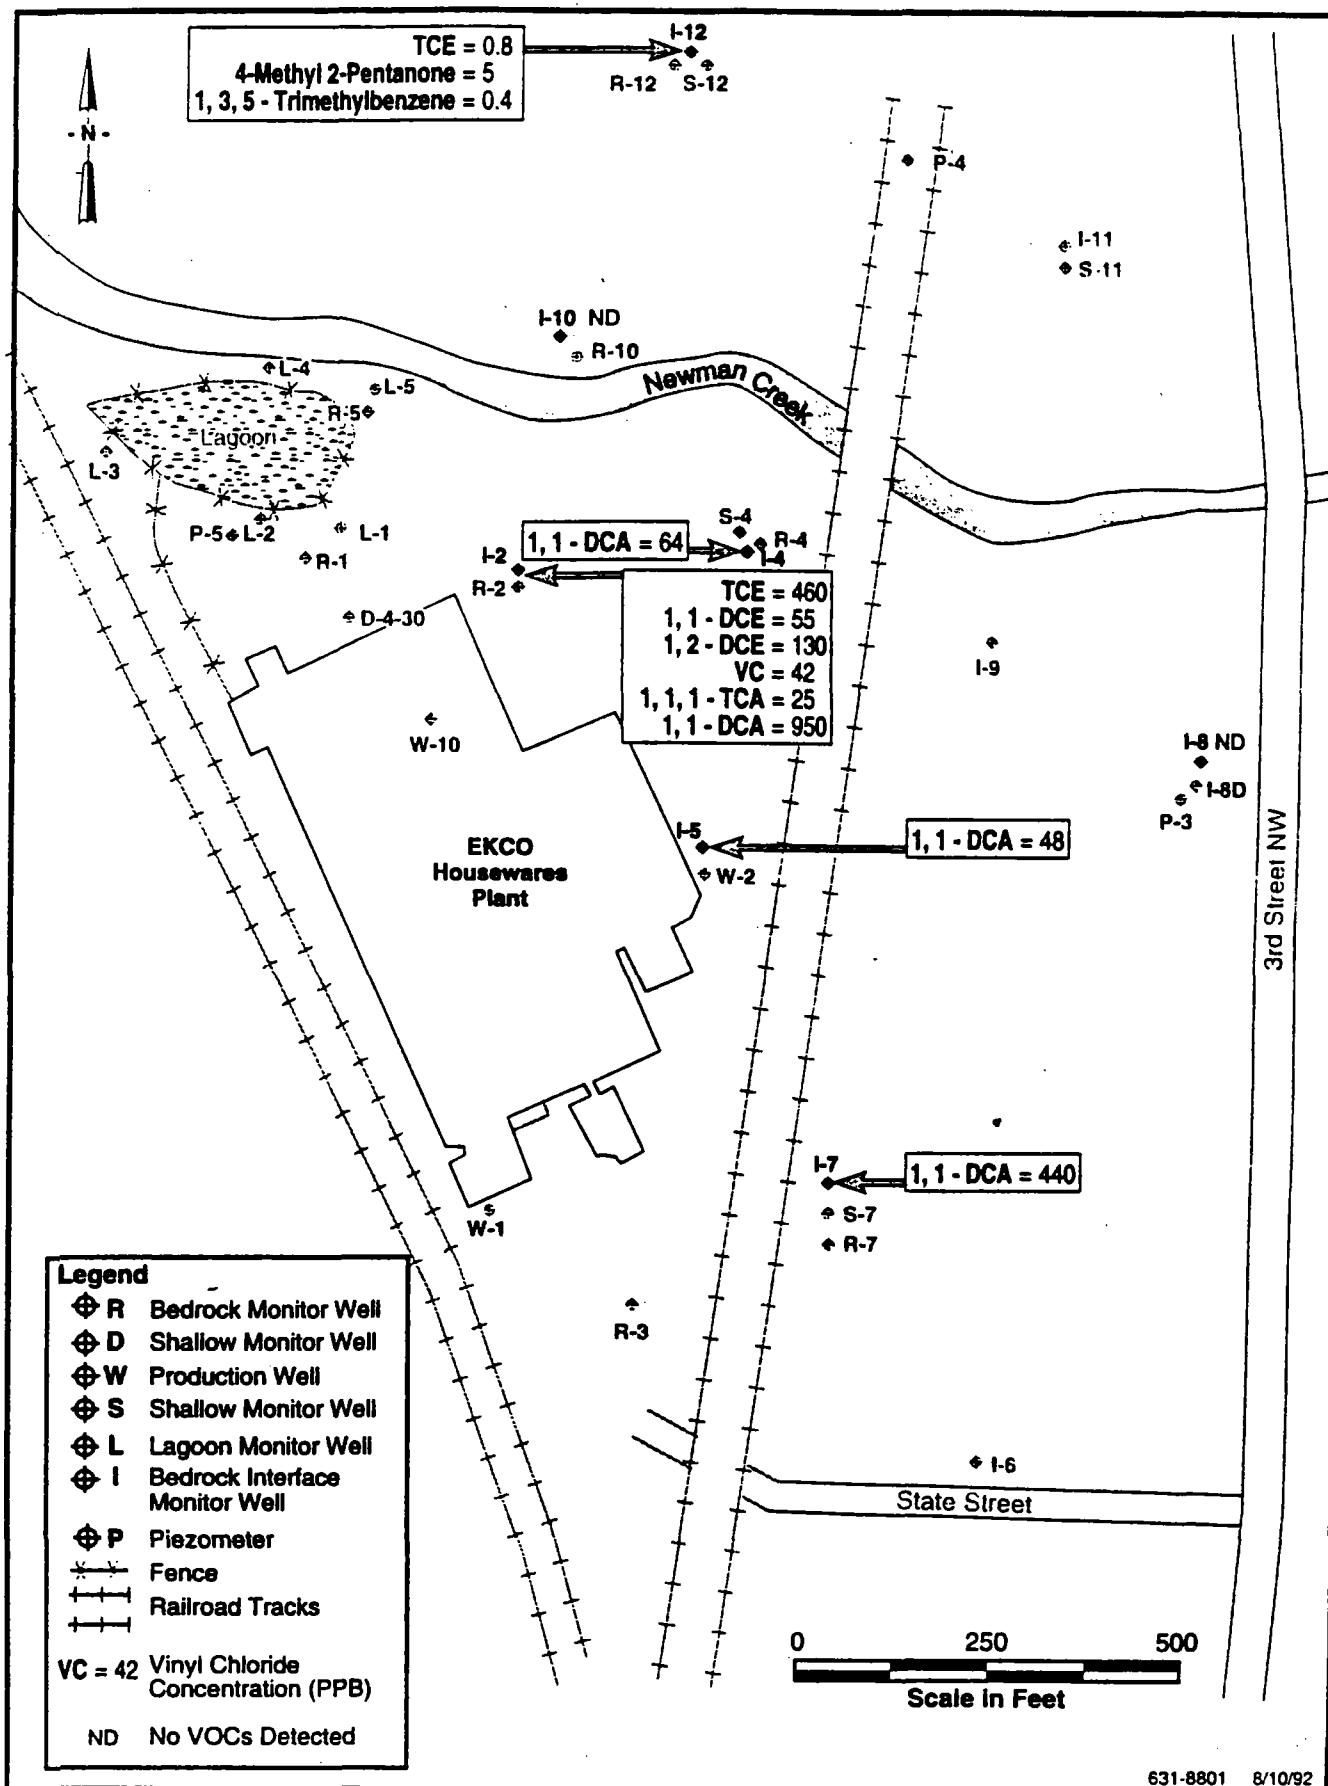 TCE = 0.8
4-Methyl 2-Pentanone = 5
1, 3, 5 - Trimethylbenzene = 0.4
I-12
R-12 S-12
- N -
P-4
I-11
S-11
I-10 ND
R-10
Newman Creek
L-4
L-5
R-5
Lagoon
L-3
P-5 L-2
L-1
R-1
D-4-30
I-2
R-2
1, 1 - DCA = 64
S-4
R-4
I-4
TCE = 460
1, 1 - DCE = 55
1, 2 - DCE = 130
VC = 42
1, 1, 1 - TCA = 25
1, 1 - DCA = 950
I-9
W-10
I-8 ND
I-8D
P-3
I-5
W-2
1, 1 - DCA = 48
EKCO
Housewares
Plant
3rd Street NW
I-7
1, 1 - DCA = 440
S-7
R-7
W-1
R-3
I-6
State Street
Legend
R Bedrock Monitor Well
D Shallow Monitor Well
W Production Well
S Shallow Monitor Well
L Lagoon Monitor Well
I Bedrock Interface
Monitor Well
P Piezometer
Fence
Railroad Tracks
VC = 42 Vinyl Chloride
Concentration (PPB)
ND No VOCs Detected
0 250 500
Scale in Feet
631-8801 8/10/92